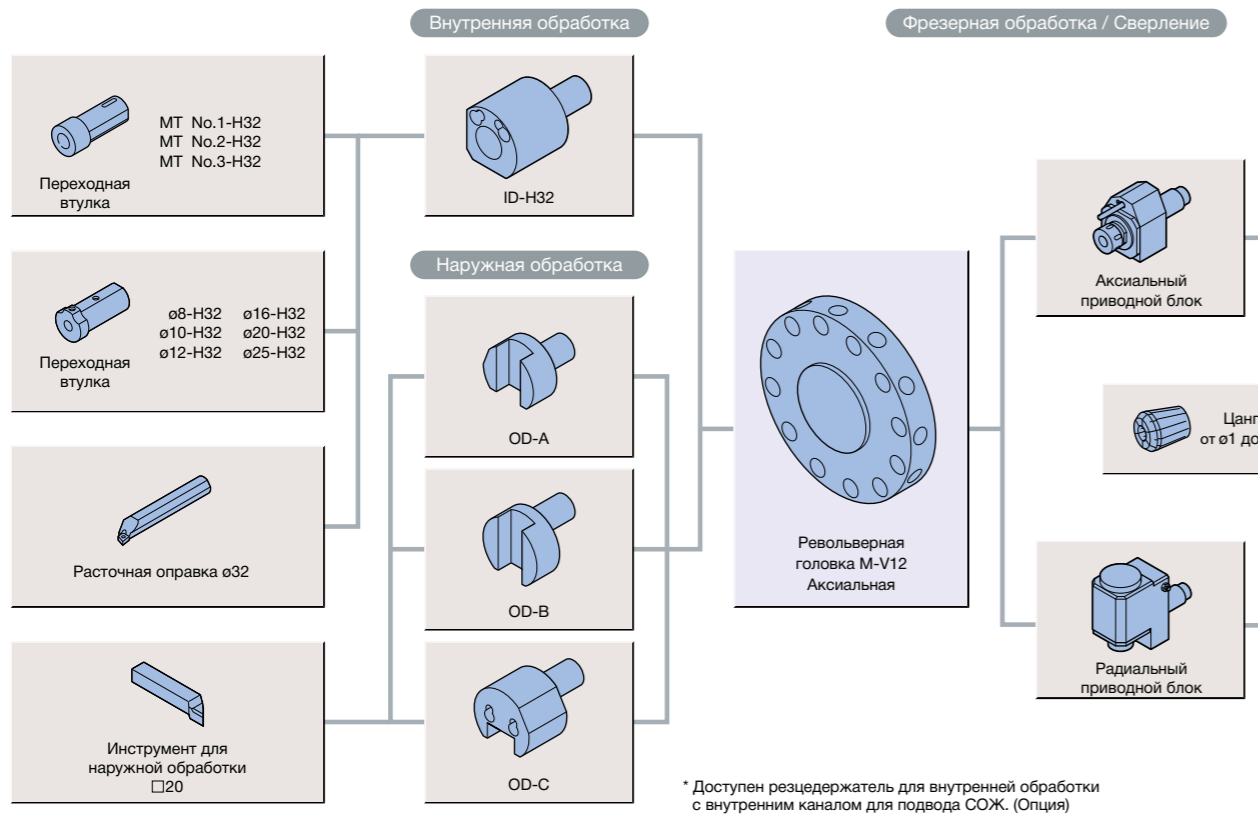 Внутренняя обработка
Фрезерная обработка / Сверление
MT No.1-H32
MT No.2-H32
MT No.3-H32
Переходная
втулка
ID-H32
Наружная обработка
ø8-H32 ø16-H32
ø10-H32 ø20-H32
ø12-H32 ø25-H32
Переходная
втулка
OD-A
Расточная оправка ø32
OD-B
Инструмент для
наружной обработки
□20
OD-C
Револьверная
головка M-V12
Аксиальная
Аксиальный
приводной блок
от ø1 до
Радиальный
приводной блок
* Доступен резцедержатель для внутренней обработки
с внутренним каналом для подвода СОЖ. (Опция)